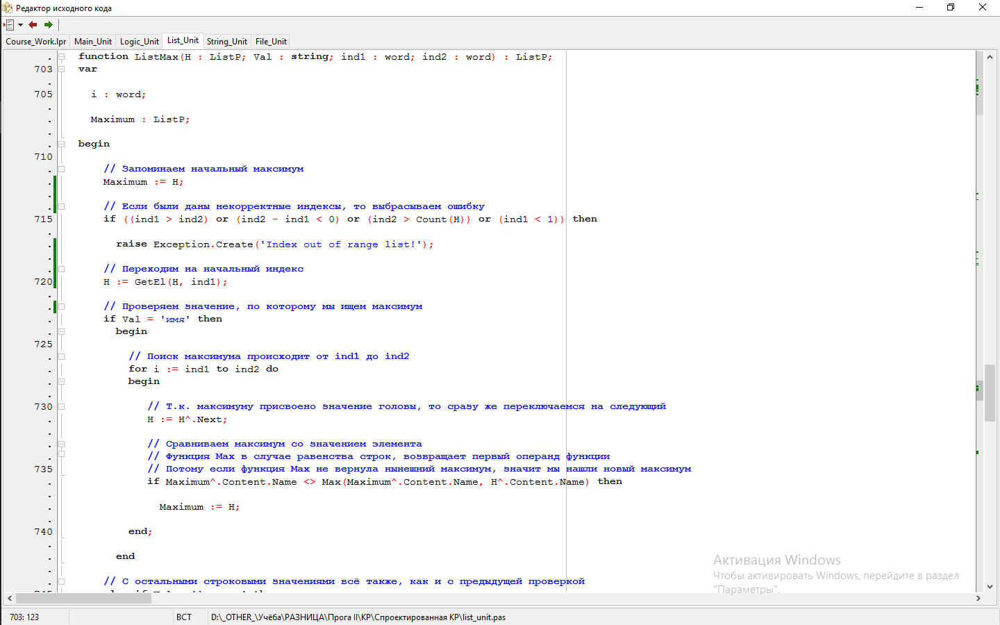 Редактор исходного кода
Course_Work.lpr Main_Unit Logic_Unit List_Unit String_Unit File_Unit
. function ListMax(H : ListP; Val : string; ind1 : word; ind2 : word) : ListP;
703 var
.
705 i : word;
.
. Maximum : ListP;
.
. begin
710
. // Запоминаем начальный максимум
. Maximum := H;
.
. // Если были даны некорректные индексы, то выбрасываем ошибку
715 if ((ind1 > ind2) or (ind2 - ind1 < 0) or (ind2 > Count(H)) or (ind1 < 1)) then
.
. raise Exception.Create('Index out of range list!');
.
. // Переходим на начальный индекс
720 H := GetEl(H, ind1);
.
. // Проверяем значение, по которому мы ищем максимум
. if Val = 'имя' then
. begin
725
. // Поиск максимума происходит от ind1 до ind2
. for i := ind1 to ind2 do
. begin
.
730 // Т.к. максимуму присвоено значение головы, то сразу же переключаемся на следующий
. H := H^.Next;
.
. // Сравниваем максимум со значением элемента
. // Функция Max в случае равенства строк, возвращает первый операнд функции
735 // Потому если функция Max не вернула нынешний максимум, значит мы нашли новый максимум
. if Maximum^.Content.Name <> Max(Maximum^.Content.Name, H^.Content.Name) then
.
. Maximum := H;
.
740 end;
.
. end
.
. // С остальными строковыми значениями всё также, как и с предыдущей проверкой
Активация Windows
Чтобы активировать Windows, перейдите в раздел
"Параметры".
703: 123 ВСТ D:\_OTHER_\Учёба\РАЗНИЦА\Прога II\КР\Спроектированная КР\list_unit.pas